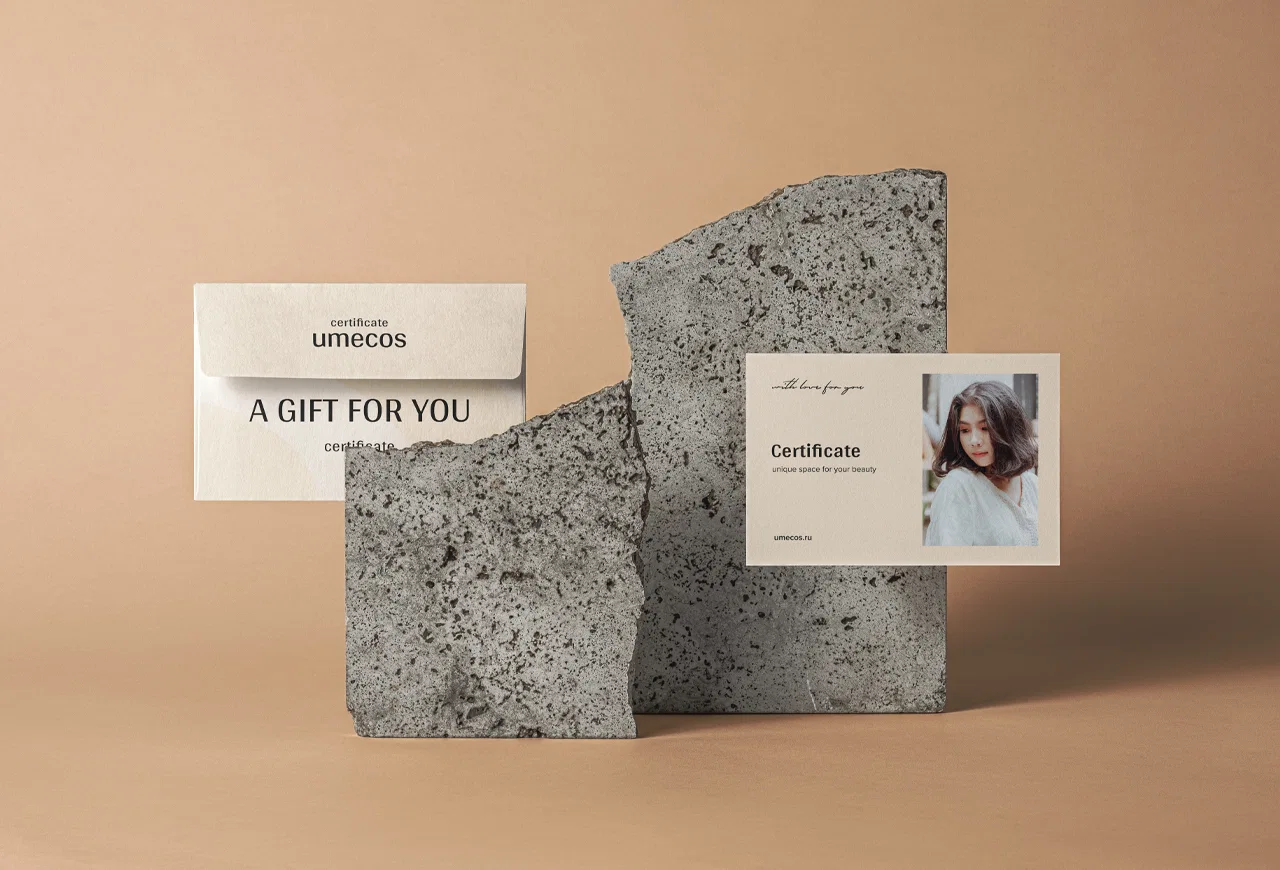 certificate
umecos
A GIFT FOR YOU
certificate
with love for you
Certificate
unique space for your beauty
umecos.ru